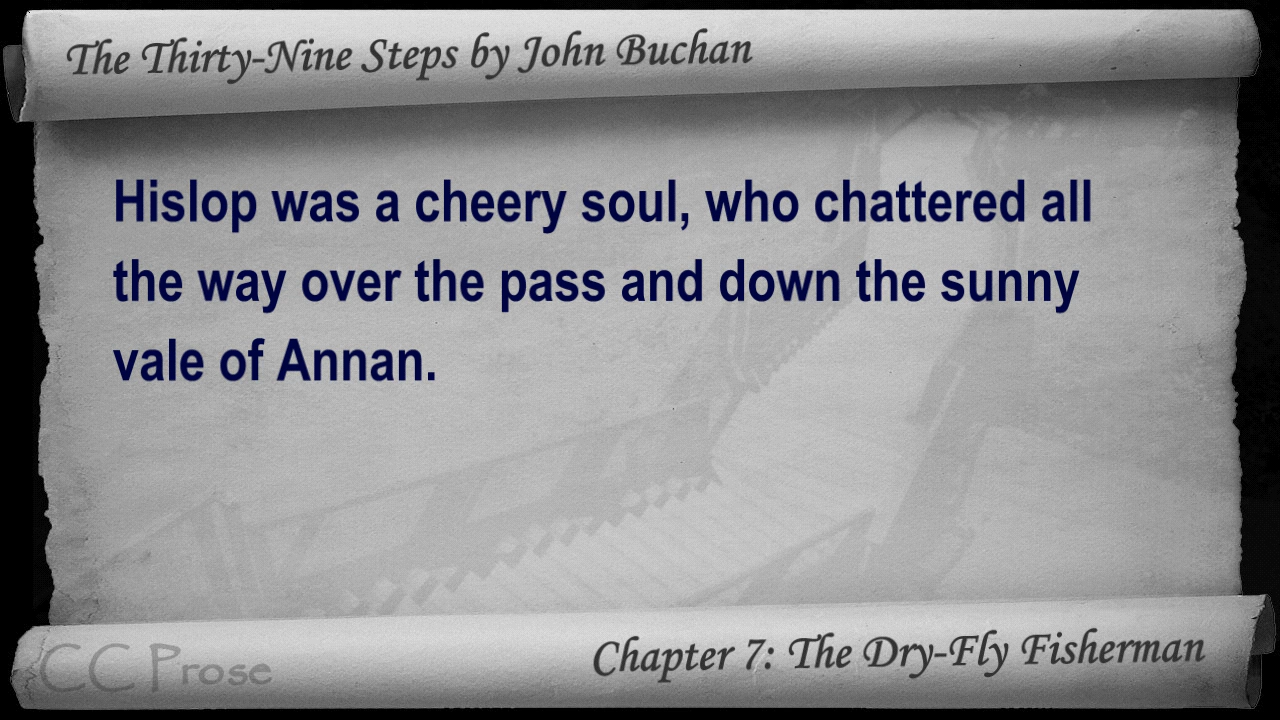 The Thirty-Nine Steps by John Buchan
Hislop was a cheery soul, who chattered all
the way over the pass and down the sunny
vale of Annan.
CC Prose
Chapter 7: The Dry-Fly Fisherman